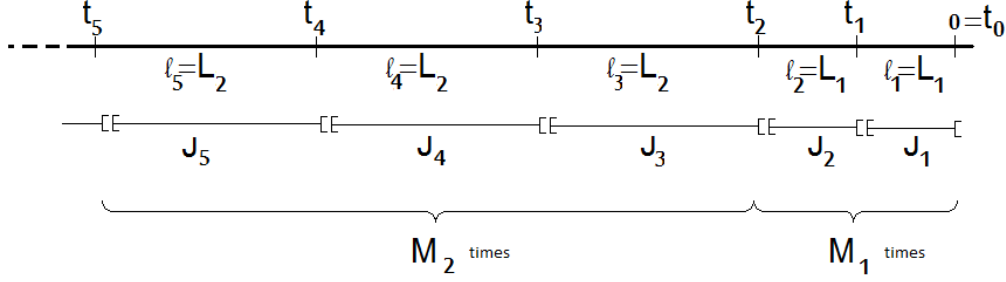 t₅ t₄ t₃ t₂ t₁ 0=t₀
ℓ₅=L₂ ℓ₄=L₂ ℓ₃=L₂ ℓ₂=L₁ ℓ₁=L₁
J₅ J₄ J₃ J₂ J₁
M₂ times M₁ times